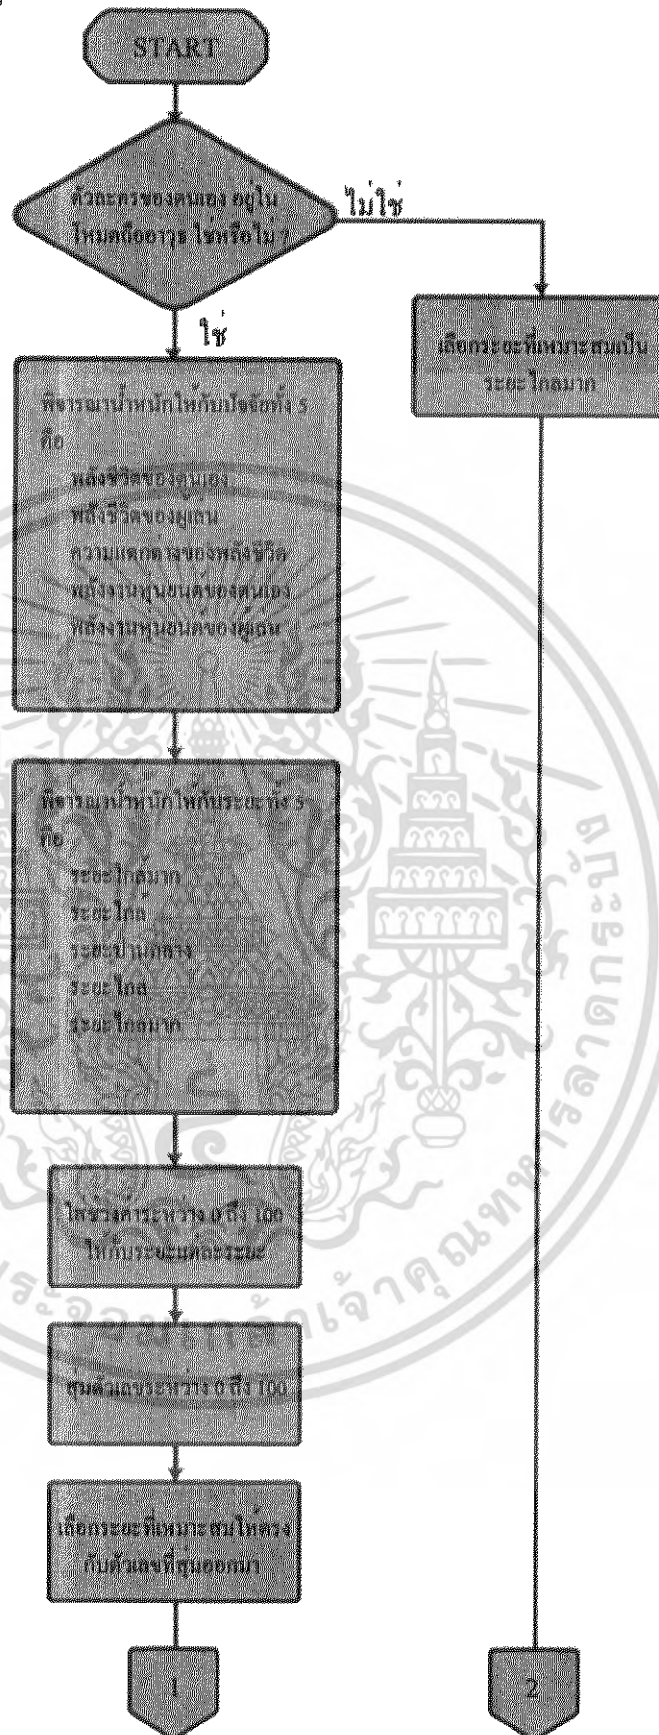 START
ตัวละครของตนเอง อยู่ใน
โหมดถืออาวุธ ใช่หรือไม่ ?
ไม่ใช่
ใช่
เลือกระยะที่เหมาะสมเป็น
ระยะไกลมาก
พิจารณาน้ำหนักให้กับปัจจัยทั้ง 5
คือ
พลังชีวิตของตนเอง
พลังชีวิตของผู้เล่น
ความแตกต่างของพลังชีวิต
พลังงานหุ่นยนต์ของตนเอง
พลังงานหุ่นยนต์ของผู้เล่น
พิจารณาน้ำหนักให้กับระยะทั้ง 5
คือ
ระยะใกล้มาก
ระยะใกล้
ระยะปานกลาง
ระยะไกล
ระยะไกลมาก
ใส่ช่วงค่าระหว่าง 0 ถึง 100
ให้กับระยะแต่ละระยะ
สุ่มตัวเลขระหว่าง 0 ถึง 100
เลือกระยะที่เหมาะสมให้ตรง
กับตัวเลขที่สุ่มออกมา
1
2